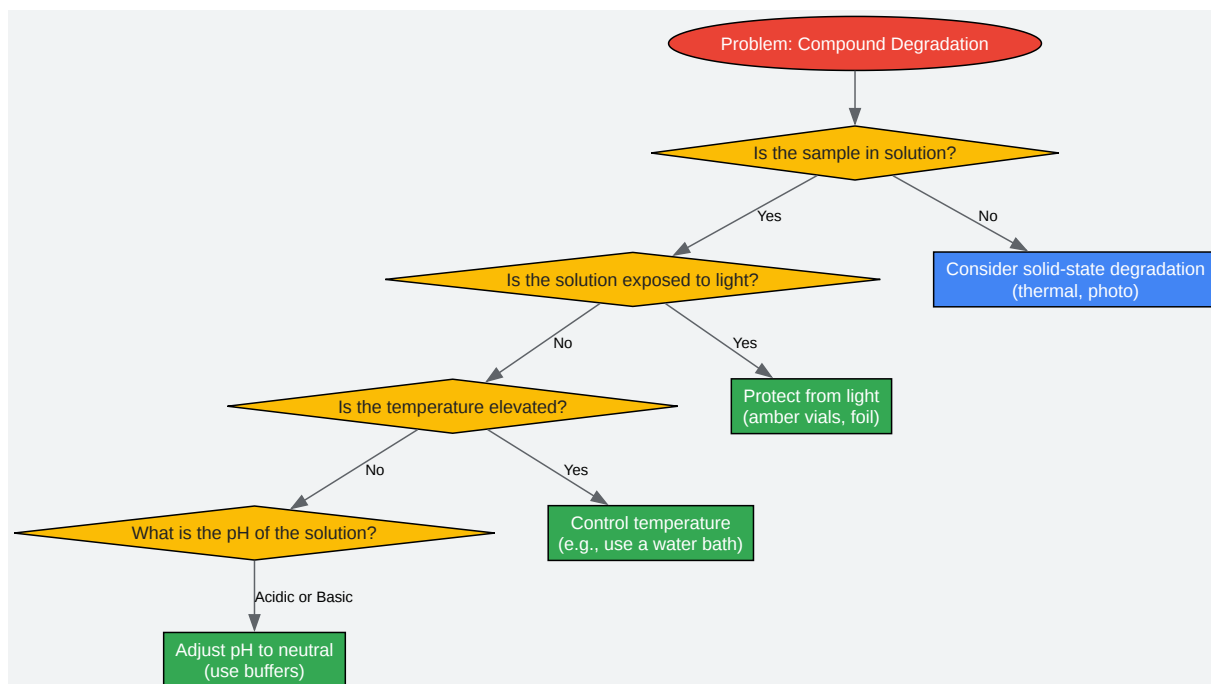 Problem: Compound Degradation
Is the sample in solution?
Yes
No
Is the solution exposed to light?
Consider solid-state degradation
(thermal, photo)
No
Yes
Is the temperature elevated?
Protect from light
(amber vials, foil)
No
Yes
What is the pH of the solution?
Control temperature
(e.g., use a water bath)
Acidic or Basic
Adjust pH to neutral
(use buffers)